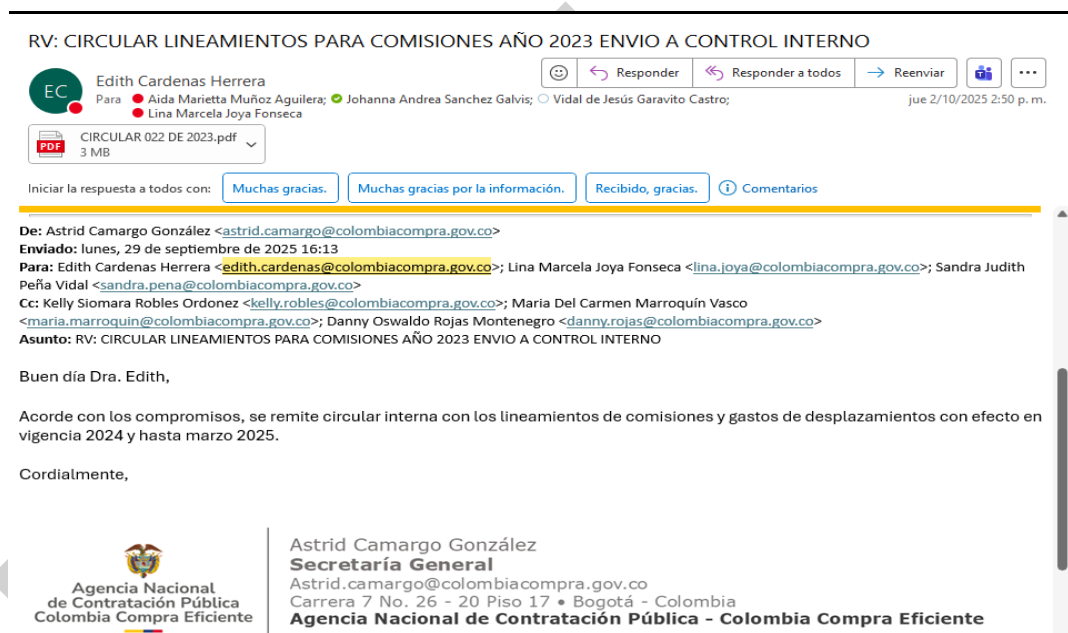 RV: CIRCULAR LINEAMIENTOS PARA COMISIONES AÑO 2023 ENVIO A CONTROL INTERNO
EC
Edith Cardenas Herrera
Responder
Responder a todos
Reenviar
Para Aida Marietta Muñoz Aguilera; Johanna Andrea Sanchez Galvis; Vidal de Jesús Garavito Castro;
jue 2/10/2025 2:50 p. m.
Lina Marcela Joya Fonseca
PDF
CIRCULAR 022 DE 2023.pdf
3 MB
Iniciar la respuesta a todos con: Muchas gracias. Muchas gracias por la información. Recibido, gracias. Comentarios
De: Astrid Camargo González <astrid.camargo@colombiacompra.gov.co>
Enviado: lunes, 29 de septiembre de 2025 16:13
Para: Edith Cardenas Herrera <edith.cardenas@colombiacompra.gov.co>; Lina Marcela Joya Fonseca <lina.joya@colombiacompra.gov.co>; Sandra Judith
Peña Vidal <sandra.pena@colombiacompra.gov.co>
Cc: Kelly Siomara Robles Ordonez <kelly.robles@colombiacompra.gov.co>; Maria Del Carmen Marroquín Vasco
<maria.marroquin@colombiacompra.gov.co>; Danny Oswaldo Rojas Montenegro <danny.rojas@colombiacompra.gov.co>
Asunto: RV: CIRCULAR LINEAMIENTOS PARA COMISIONES AÑO 2023 ENVIO A CONTROL INTERNO
Buen día Dra. Edith,
Acorde con los compromisos, se remite circular interna con los lineamientos de comisiones y gastos de desplazamientos con efecto en
vigencia 2024 y hasta marzo 2025.
Cordialmente,
Agencia Nacional
de Contratación Pública
Colombia Compra Eficiente
Astrid Camargo González
Secretaría General
Astrid.camargo@colombiacompra.gov.co
Carrera 7 No. 26 - 20 Piso 17 • Bogotá - Colombia
Agencia Nacional de Contratación Pública - Colombia Compra Eficiente